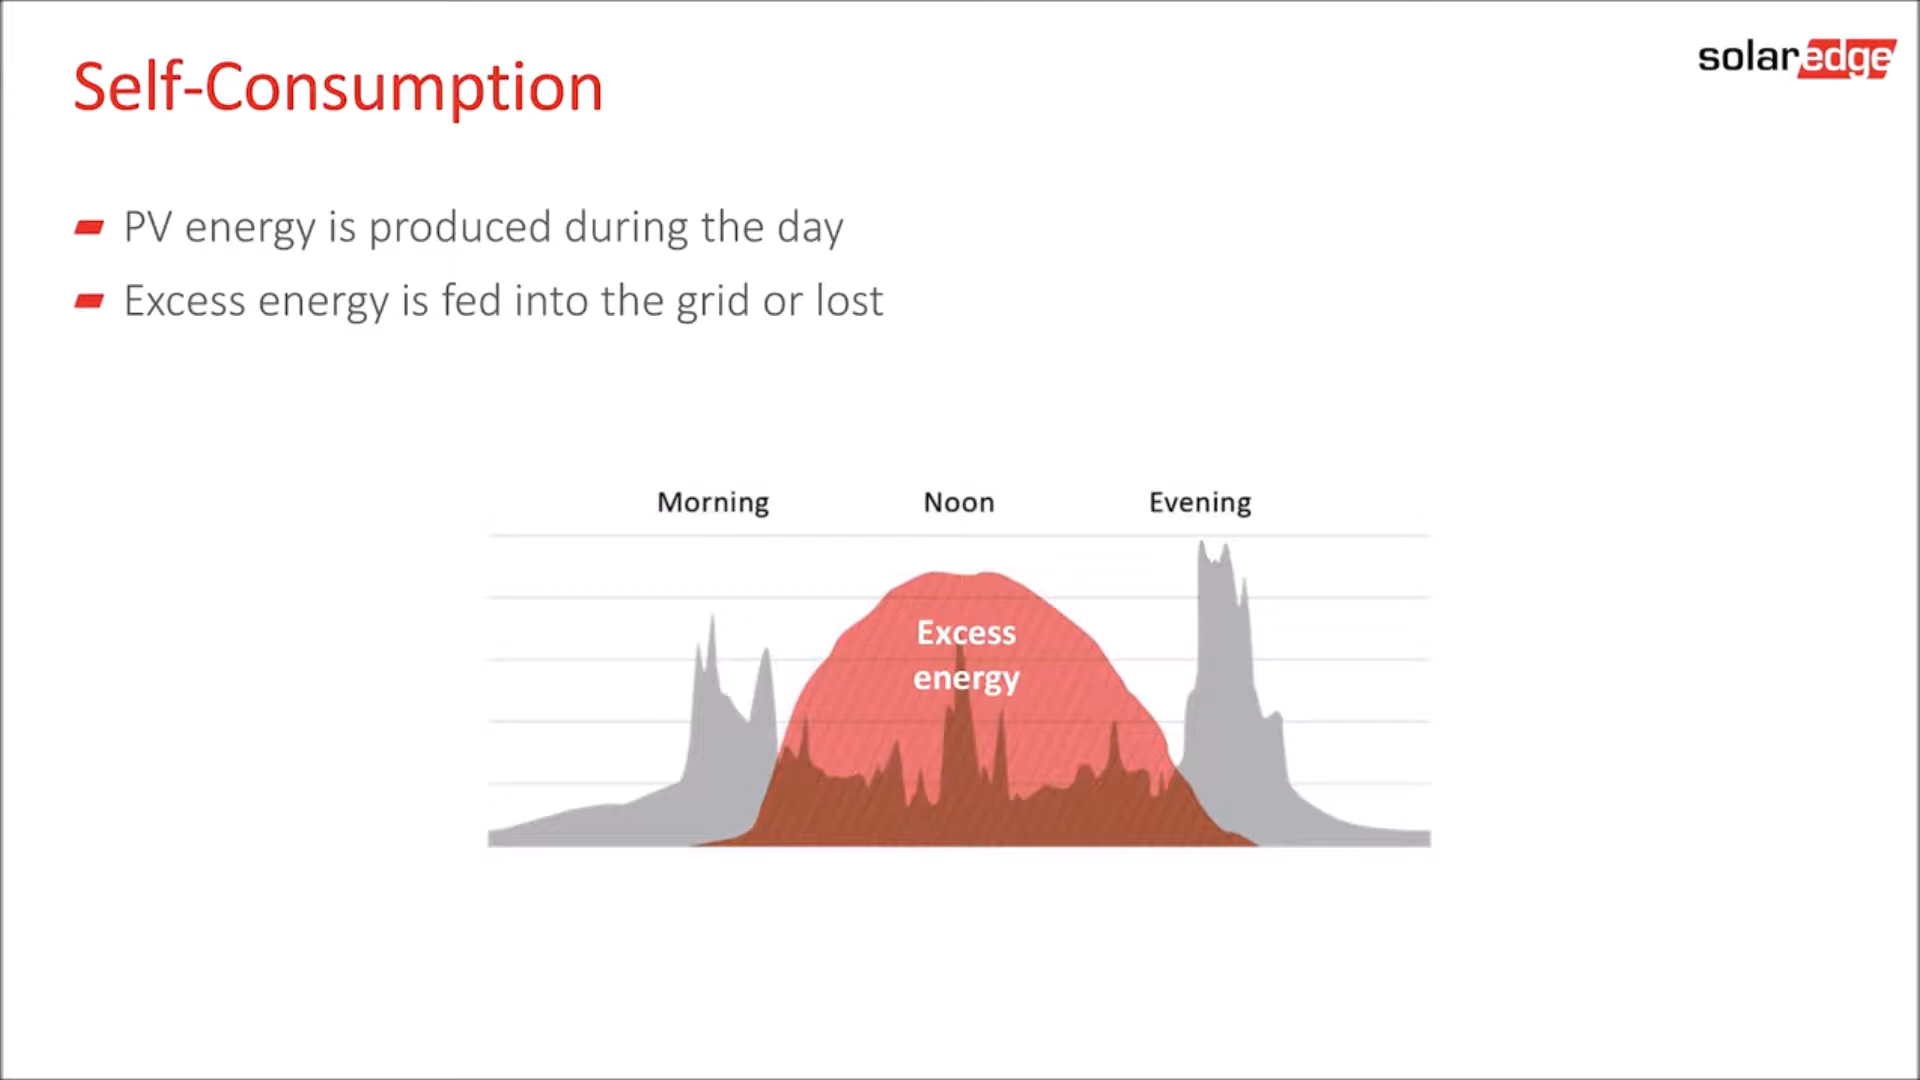 solaredge
Self-Consumption
PV energy is produced during the day
Excess energy is fed into the grid or lost
Morning Noon Evening
Excess
energy